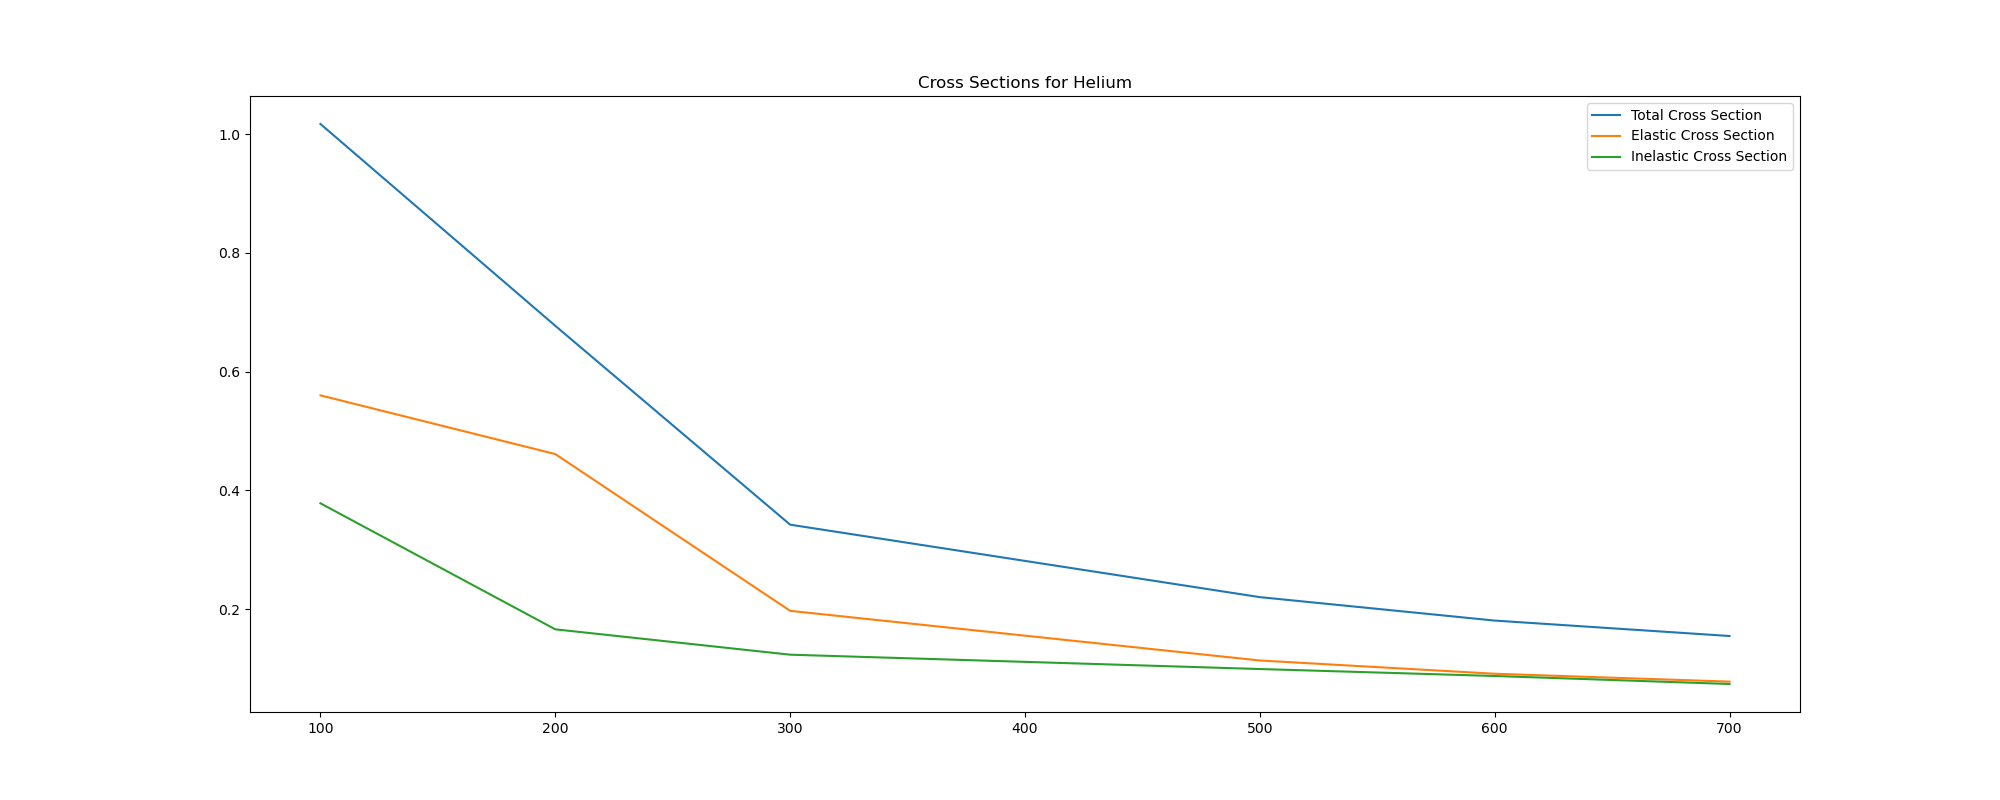 Cross Sections for Helium
Total Cross Section
Elastic Cross Section
Inelastic Cross Section
1.0
0.8
0.6
0.4
0.2
100 200 300 400 500 600 700